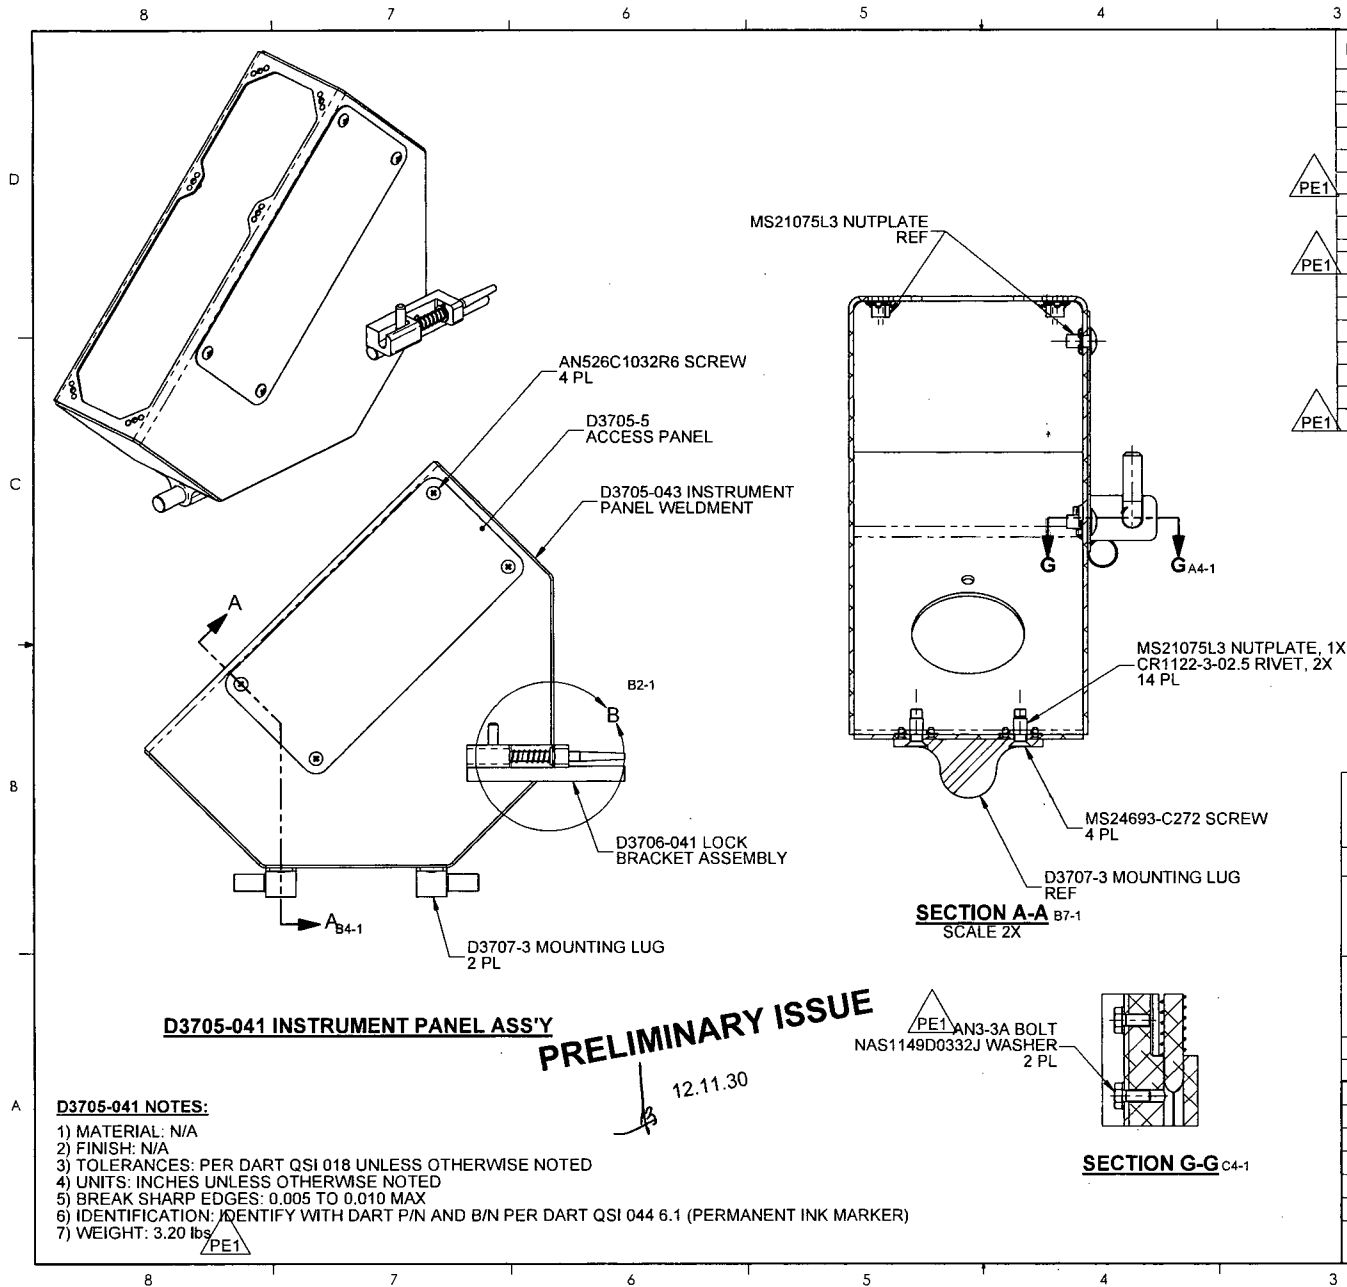 8 7 6 5 4 3
D
C
B
A
PE1
PE1
PE1
MS21075L3 NUTPLATE
REF
AN526C1032R6 SCREW
4 PL
D3705-5
ACCESS PANEL
D3705-043 INSTRUMENT
PANEL WELDMENT
A
B2-1
B
D3706-041 LOCK
BRACKET ASSEMBLY
A B4-1
D3707-3 MOUNTING LUG
2 PL
D3705-041 INSTRUMENT PANEL ASS'Y
G
G A4-1
MS21075L3 NUTPLATE, 1X
CR1122-3-02.5 RIVET, 2X
14 PL
MS24693-C272 SCREW
4 PL
D3707-3 MOUNTING LUG
REF
SECTION A-A B7-1
SCALE 2X
PRELIMINARY ISSUE
12.11.30
PE1
AN3-3A BOLT
NAS1149D0332J WASHER
2 PL
SECTION G-G C4-1
D3705-041 NOTES:
1) MATERIAL: N/A
2) FINISH: N/A
3) TOLERANCES: PER DART QSI 018 UNLESS OTHERWISE NOTED
4) UNITS: INCHES UNLESS OTHERWISE NOTED
5) BREAK SHARP EDGES: 0.005 TO 0.010 MAX
6) IDENTIFICATION: IDENTIFY WITH DART P/N AND B/N PER DART QSI 044 6.1 (PERMANENT INK MARKER)
7) WEIGHT: 3.20 lbs
PE1
8 7 6 5 4 3